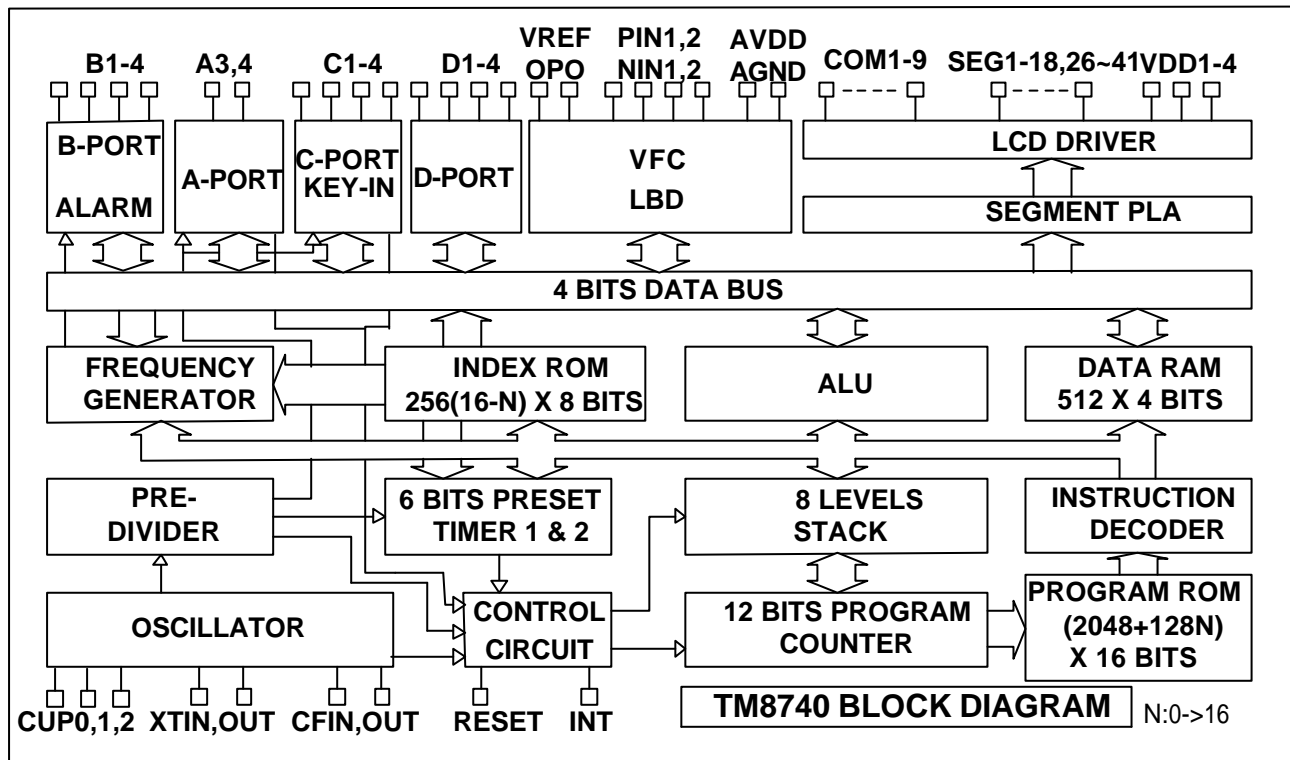 B1-4
A3,4
C1-4
D1-4
VREF
OPO
PIN1,2
NIN1,2
AVDD
AGND
COM1-9
SEG1-18,26~41
VDD1-4
B-PORT
ALARM
A-PORT
C-PORT
KEY-IN
D-PORT
VFC
LBD
LCD DRIVER
SEGMENT PLA
4 BITS DATA BUS
FREQUENCY
GENERATOR
INDEX ROM
256(16-N) X 8 BITS
ALU
DATA RAM
512 X 4 BITS
PRE-
DIVIDER
6 BITS PRESET
TIMER 1 & 2
8 LEVELS
STACK
INSTRUCTION
DECODER
OSCILLATOR
CONTROL
CIRCUIT
12 BITS PROGRAM
COUNTER
PROGRAM ROM
(2048+128N)
X 16 BITS
CUP0,1,2
XTIN,OUT
CFIN,OUT
RESET
INT
TM8740 BLOCK DIAGRAM
N:0->16